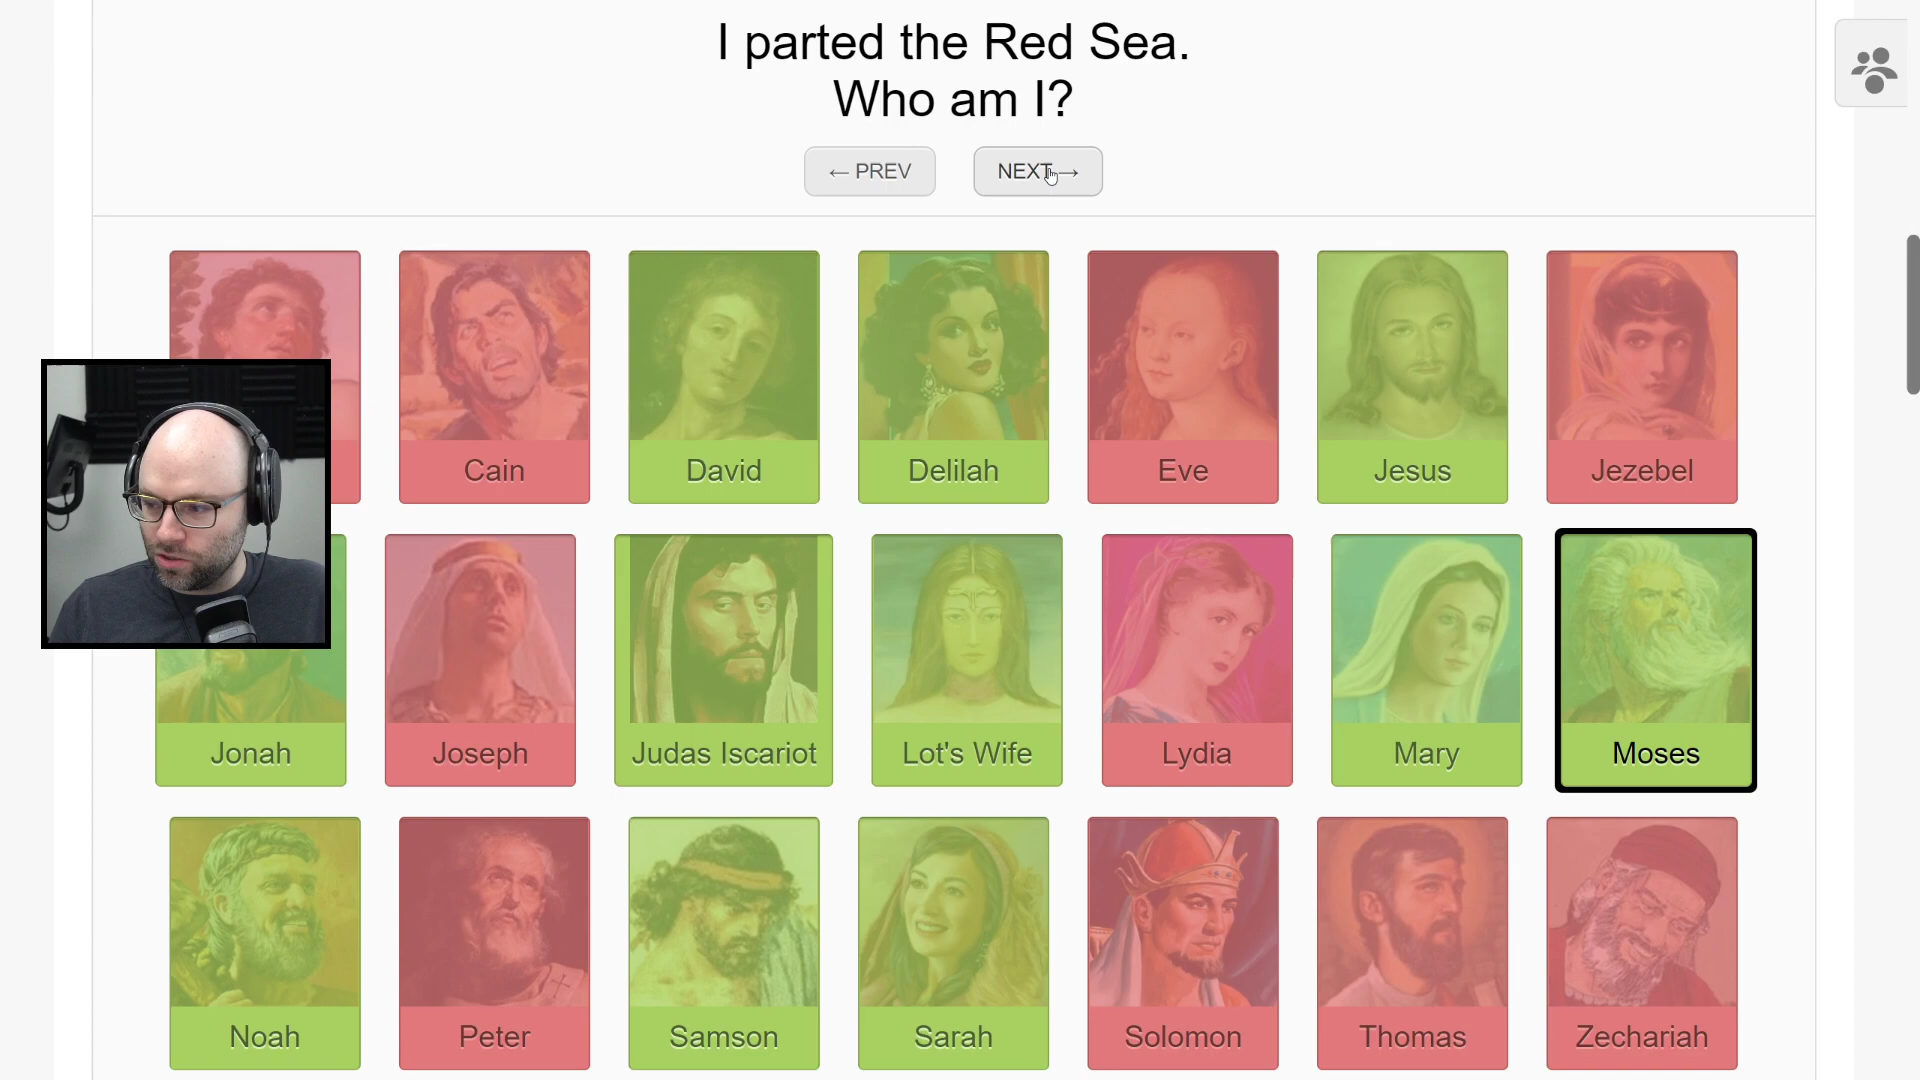 I parted the Red Sea.
Who am I?
← PREV
NEXT →
Cain
David
Delilah
Eve
Jesus
Jezebel
Jonah
Joseph
Judas Iscariot
Lot's Wife
Lydia
Mary
Moses
Noah
Peter
Samson
Sarah
Solomon
Thomas
Zechariah